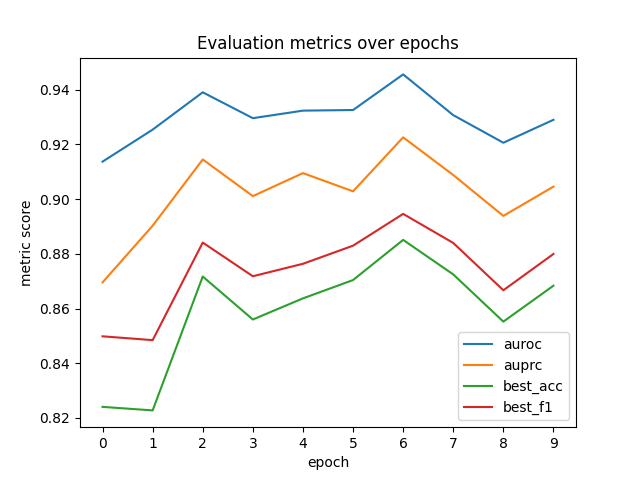 Evaluation metrics over epochs
metric score
0.94
0.92
0.90
0.88
0.86
0.84
0.82
auroc
auprc
best_acc
best_f1
0 1 2 3 4 5 6 7 8 9
epoch